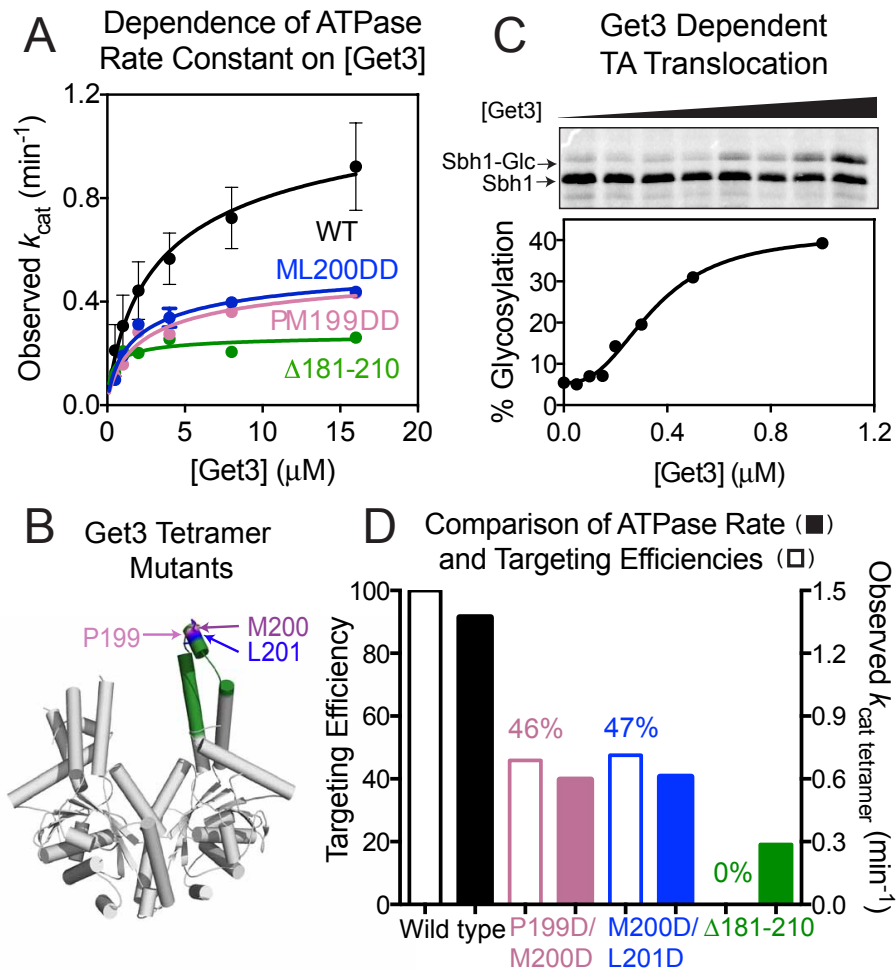 A
Dependence of ATPase
Rate Constant on [Get3]
Observed kcat (min-1)
1.2
0.8
0.4
0.0
WT
ML200DD
PM199DD
Δ181-210
0
5
10
15
20
[Get3] (μM)
C
Get3 Dependent
TA Translocation
[Get3]
Sbh1-Glc
Sbh1
% Glycosylation
40
30
20
10
0
0.0
0.4
0.8
1.2
[Get3] (μM)
B
Get3 Tetramer
Mutants
P199
M200
L201
D
Comparison of ATPase Rate (■)
and Targeting Efficiencies (□)
Targeting Efficiency
100
80
60
40
20
0
46%
47%
0%
1.5
1.2
0.9
0.6
0.3
0.0
Observed kcat tetramer (min-1)
Wild type
P199D/
M200D
M200D/
L201D
Δ181-210